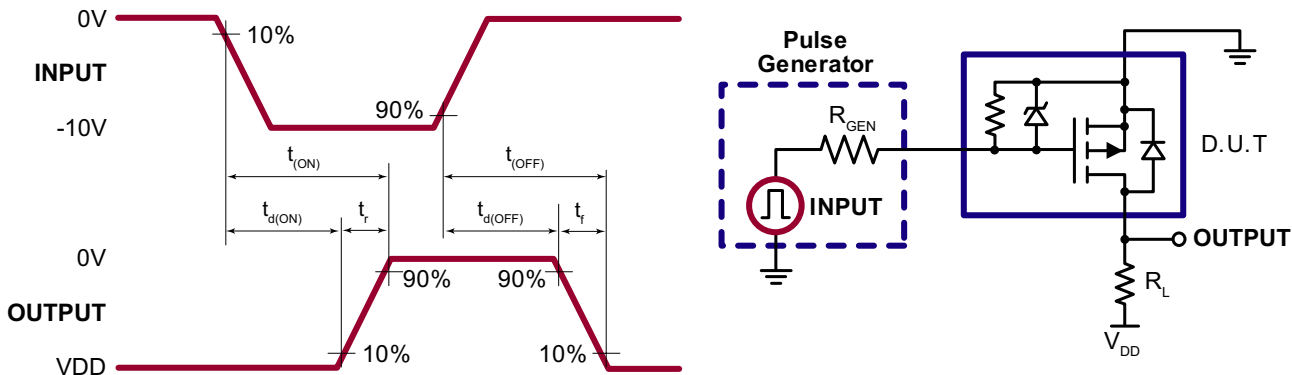 0V
10%
INPUT
90%
-10V
t(ON)
t(OFF)
td(ON)
tr
td(OFF)
tf
0V
90%
90%
OUTPUT
10%
10%
VDD
Pulse
Generator
RGEN
INPUT
D.U.T
OUTPUT
RL
VDD